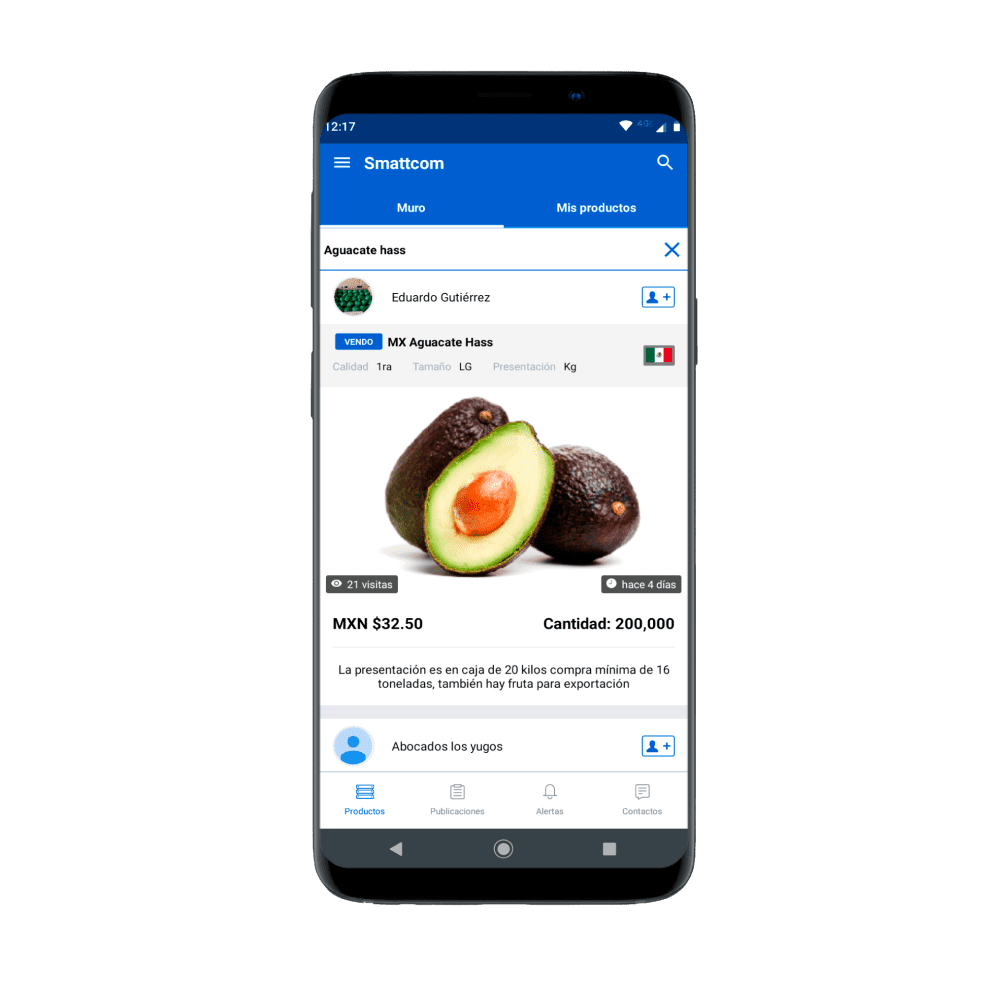 12:17
4G
Smattcom
Muro Mis productos
Aguacate hass
Eduardo Gutiérrez
VENDO MX Aguacate Hass
Calidad 1ra Tamaño LG Presentación Kg
21 visitas hace 4 días
MXN $32.50 Cantidad: 200,000
La presentación es en caja de 20 kilos compra mínima de 16
toneladas, también hay fruta para exportación
Abocados los yugos
Productos Publicaciones Alertas Contactos